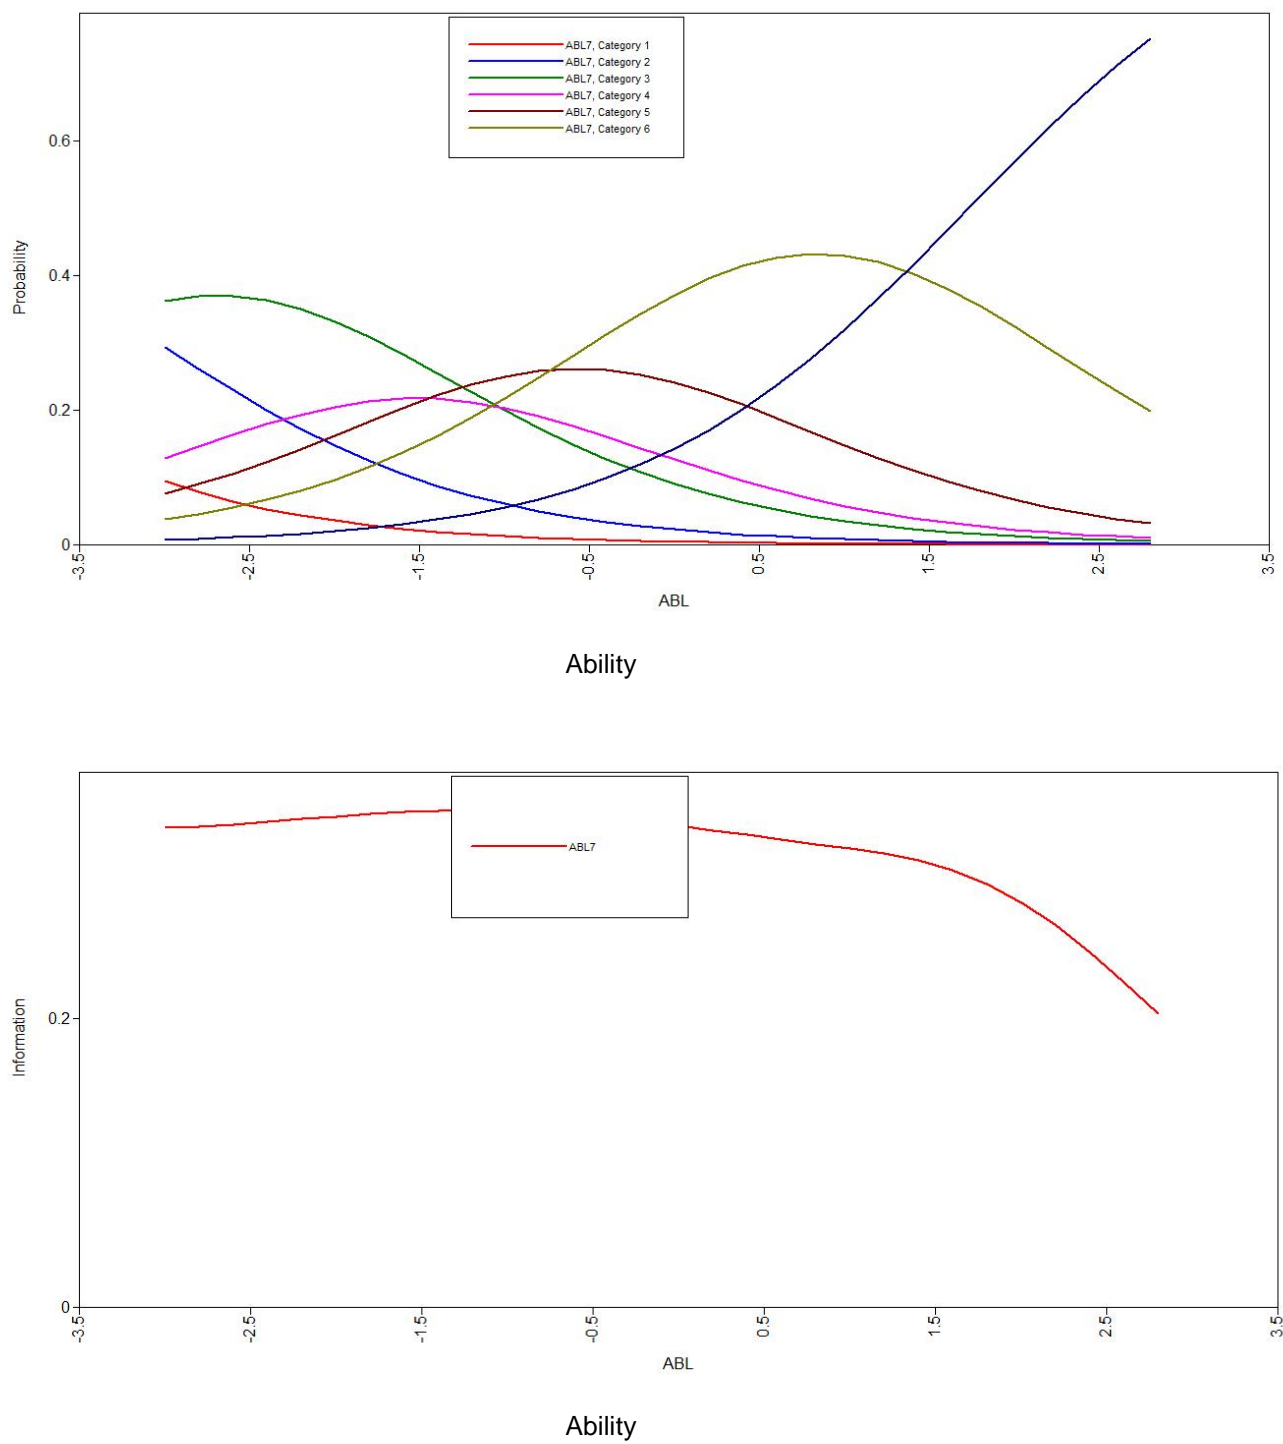 ABL7, Category 1
ABL7, Category 2
ABL7, Category 3
ABL7, Category 4
ABL7, Category 5
ABL7, Category 6
Probability
0.6
0.4
0.2
0
-3.5 -2.5 -1.5 -0.5 0.5 1.5 2.5 3.5
ABL
Ability
ABL7
Information
0.2
0
-3.5 -2.5 -1.5 -0.5 0.5 1.5 2.5 3.5
ABL
Ability